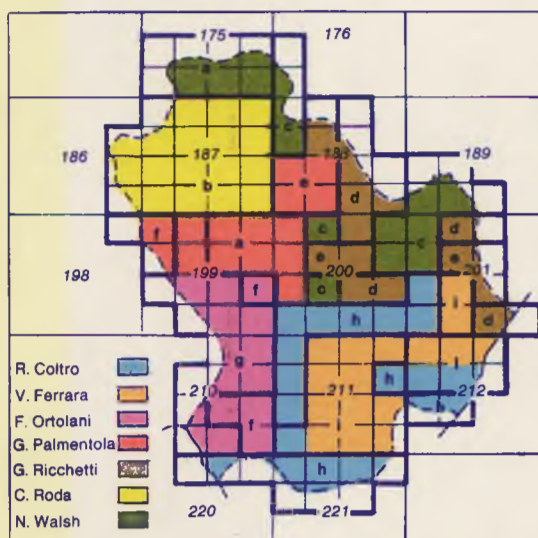 175 176
a
c
186 187 188 189
b e d
f a c c d
e e
198 199 200 201
f c d i
h d
g i
R. Coltro
V. Ferrara
F. Ortolani
G. Palmentola
G. Ricchetti
C. Roda
N. Walsh
210 211 h 212
h
f
h
220 221